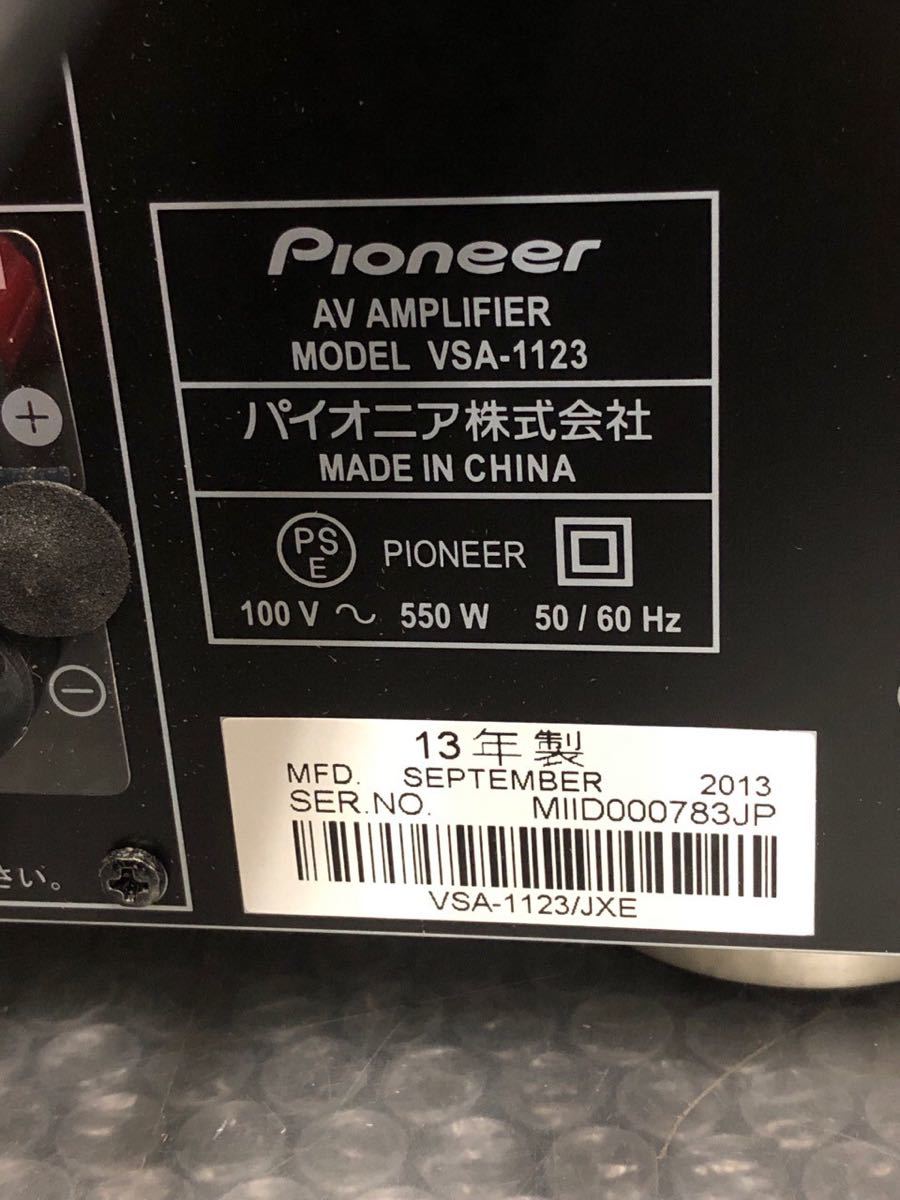 Pioneer
AV AMPLIFIER
MODEL VSA-1123
パイオニア株式会社
MADE IN CHINA
PS
E
PIONEER
100 V ～ 550 W 50 / 60 Hz
+
−
さい。
13年製
MFD. SEPTEMBER 2013
SER.NO. MIID000783JP
VSA-1123/JXE